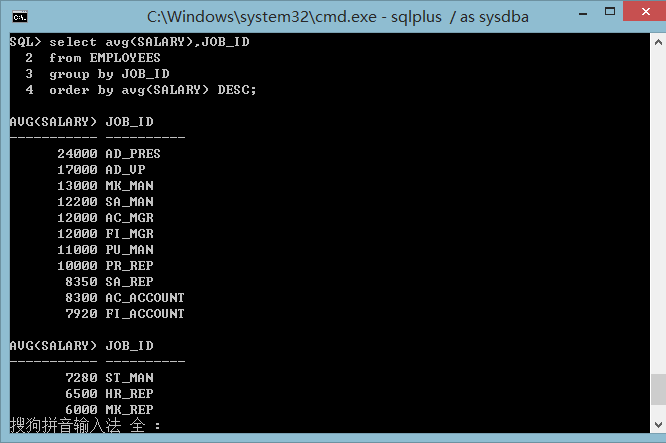 C:\Windows\system32\cmd.exe - sqlplus / as sysdba
SQL> select avg(SALARY),JOB_ID
2 from EMPLOYEES
3 group by JOB_ID
4 order by avg(SALARY) DESC;
AVG(SALARY) JOB_ID
----------- ----------
24000 AD_PRES
17000 AD_VP
13000 MK_MAN
12200 SA_MAN
12000 AC_MGR
12000 FI_MGR
11000 PU_MAN
10000 PR_REP
8350 SA_REP
8300 AC_ACCOUNT
7920 FI_ACCOUNT
AVG(SALARY) JOB_ID
----------- ----------
7280 ST_MAN
6500 HR_REP
6000 MK_REP
搜狗拼音输入法 全 :